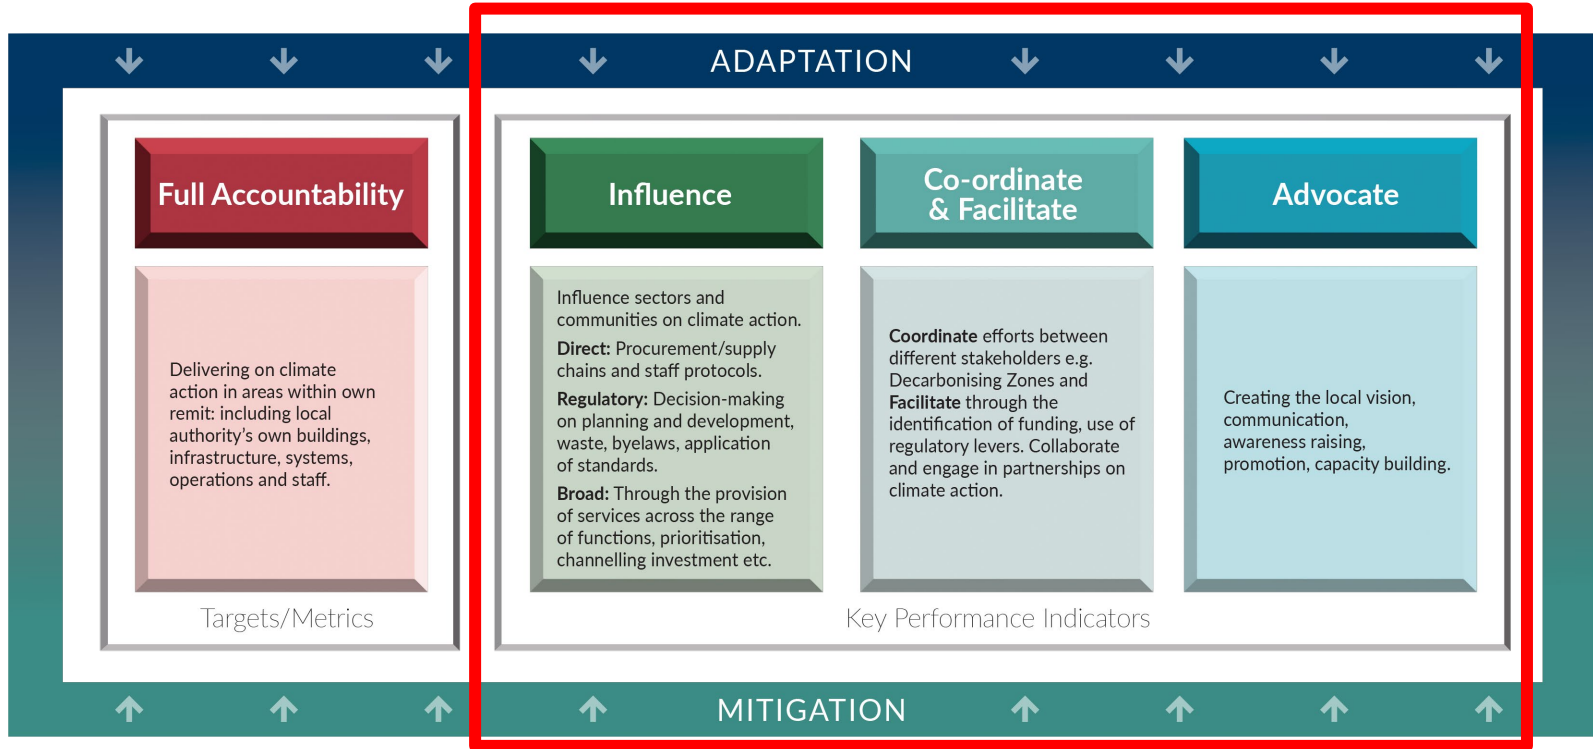 ADAPTATION
Full Accountability
Delivering on climate
action in areas within own
remit: including local
authority's own buildings,
infrastructure, systems,
operations and staff.
Targets/Metrics
Influence
Influence sectors and
communities on climate action.
Direct: Procurement/supply
chains and staff protocols.
Regulatory: Decision-making
on planning and development,
waste, byelaws, application
of standards.
Broad: Through the provision
of services across the range
of functions, prioritisation,
channelling investment etc.
Co-ordinate
& Facilitate
Coordinate efforts between
different stakeholders e.g.
Decarbonising Zones and
Facilitate through the
identification of funding, use of
regulatory levers. Collaborate
and engage in partnerships on
climate action.
Advocate
Creating the local vision,
communication,
awareness raising,
promotion, capacity building.
Key Performance Indicators
MITIGATION